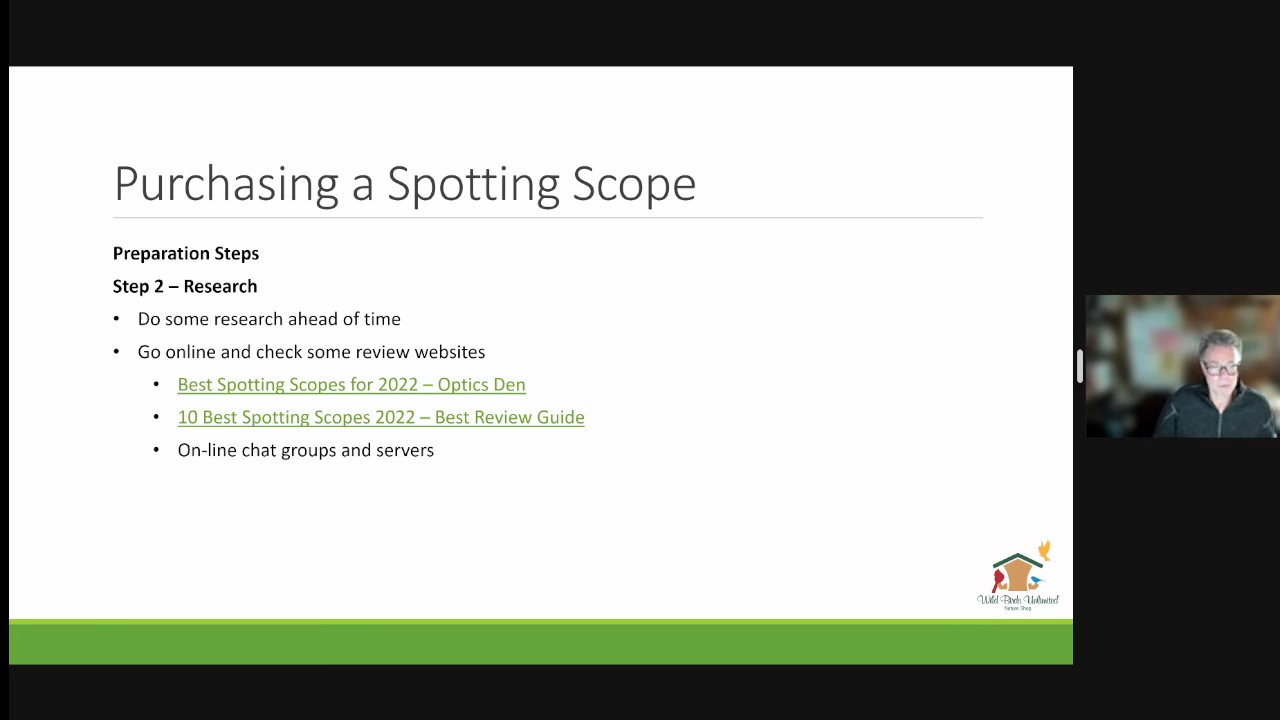 Purchasing a Spotting Scope
Preparation Steps
Step 2 – Research
• Do some research ahead of time
• Go online and check some review websites
• Best Spotting Scopes for 2022 – Optics Den
• 10 Best Spotting Scopes 2022 – Best Review Guide
• On-line chat groups and servers
Wild Birds Unlimited
Nature Shop